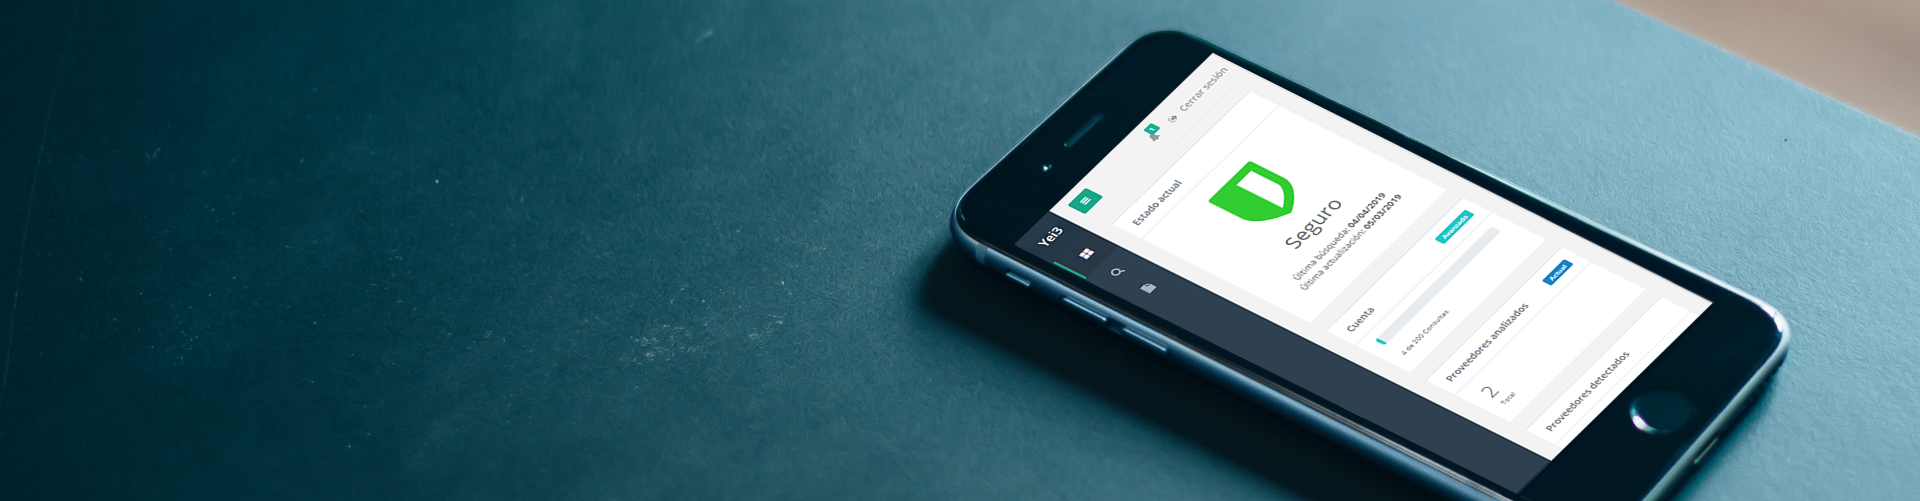 Cerrar sesión
1
Yei3
Estado actual
Seguro
Última búsqueda: 04/04/2019
Última actualización: 05/03/2019
Cuenta
Avanzado
4 de 200 Consultas
Proveedores analizados
Actual
2
Total
Proveedores detectados